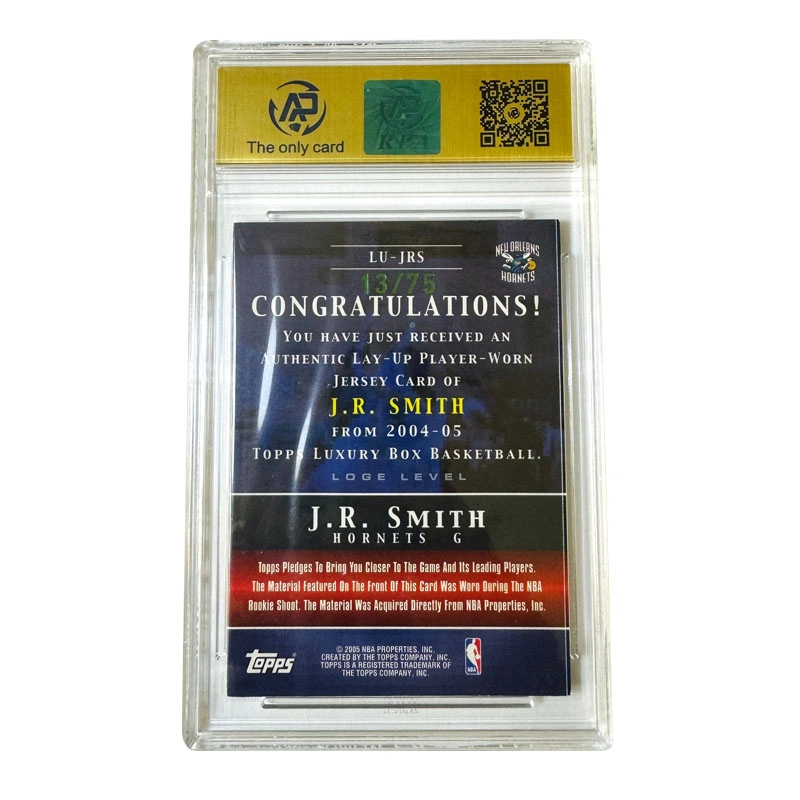 The only card
RPA
LU-JRS
NEW ORLEANS
HORNETS
13/75
CONGRATULATIONS!
YOU HAVE JUST RECEIVED AN
AUTHENTIC LAY-UP PLAYER-WORN
JERSEY CARD OF
J.R. SMITH
FROM 2004-05
TOPPS LUXURY BOX BASKETBALL.
LOGE LEVEL
J.R. SMITH
HORNETS G
Topps Pledges To Bring You Closer To The Game And Its Leading Players.
The Material Featured On The Front Of This Card Was Worn During The NBA
Rookie Shoot. The Material Was Acquired Directly From NBA Properties, Inc.
topps
© 2005 NBA PROPERTIES, INC.
CREATED BY THE TOPPS COMPANY, INC.
TOPPS IS A REGISTERED TRADEMARK OF
THE TOPPS COMPANY, INC.
NBA